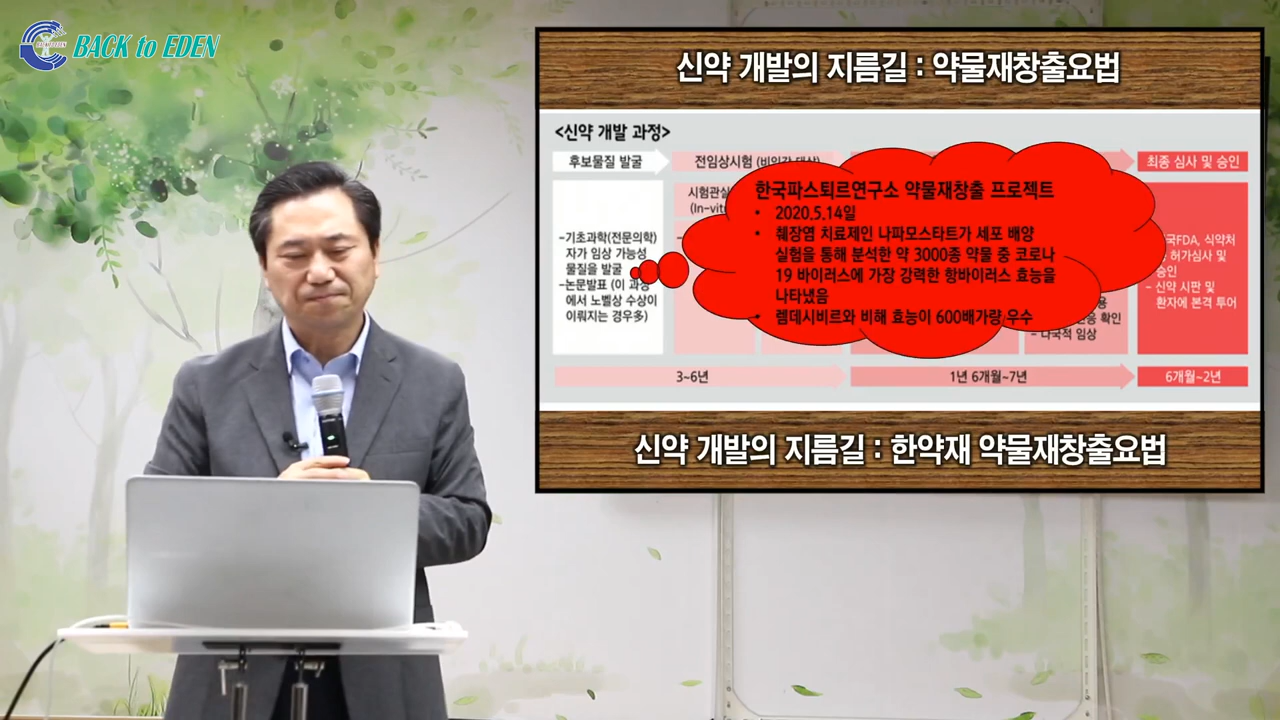 BACK to EDEN
신약 개발의 지름길 : 약물재창출요법
<신약 개발 과정>
후보물질 발굴
전임상시험
최종 심사 및 승인
시험관실
(In-vit
-기초과학(전문의학)
자가 임상 가능성
물질을 발굴
-논문발표 (이 과정
에서 노벨상 수상이
이뤄지는 경우多)
한국파스퇴르연구소 약물재창출 프로젝트
• 2020.5.14일
• 췌장염 치료제인 나파모스타트가 세포 배양
실험을 통해 분석한 약 3000종 약물 중 코로나
19 바이러스에 가장 강력한 항바이러스 효능을
나타냈음
• 렘데시비르와 비해 효능이 600배가량 우수
국FDA, 식약처
허가심사 및
승인
- 신약 시판 및
환자에 본격 투여
용 확인
- 다국적 임상
3~6년
1년 6개월~7년
6개월~2년
신약 개발의 지름길 : 한약재 약물재창출요법